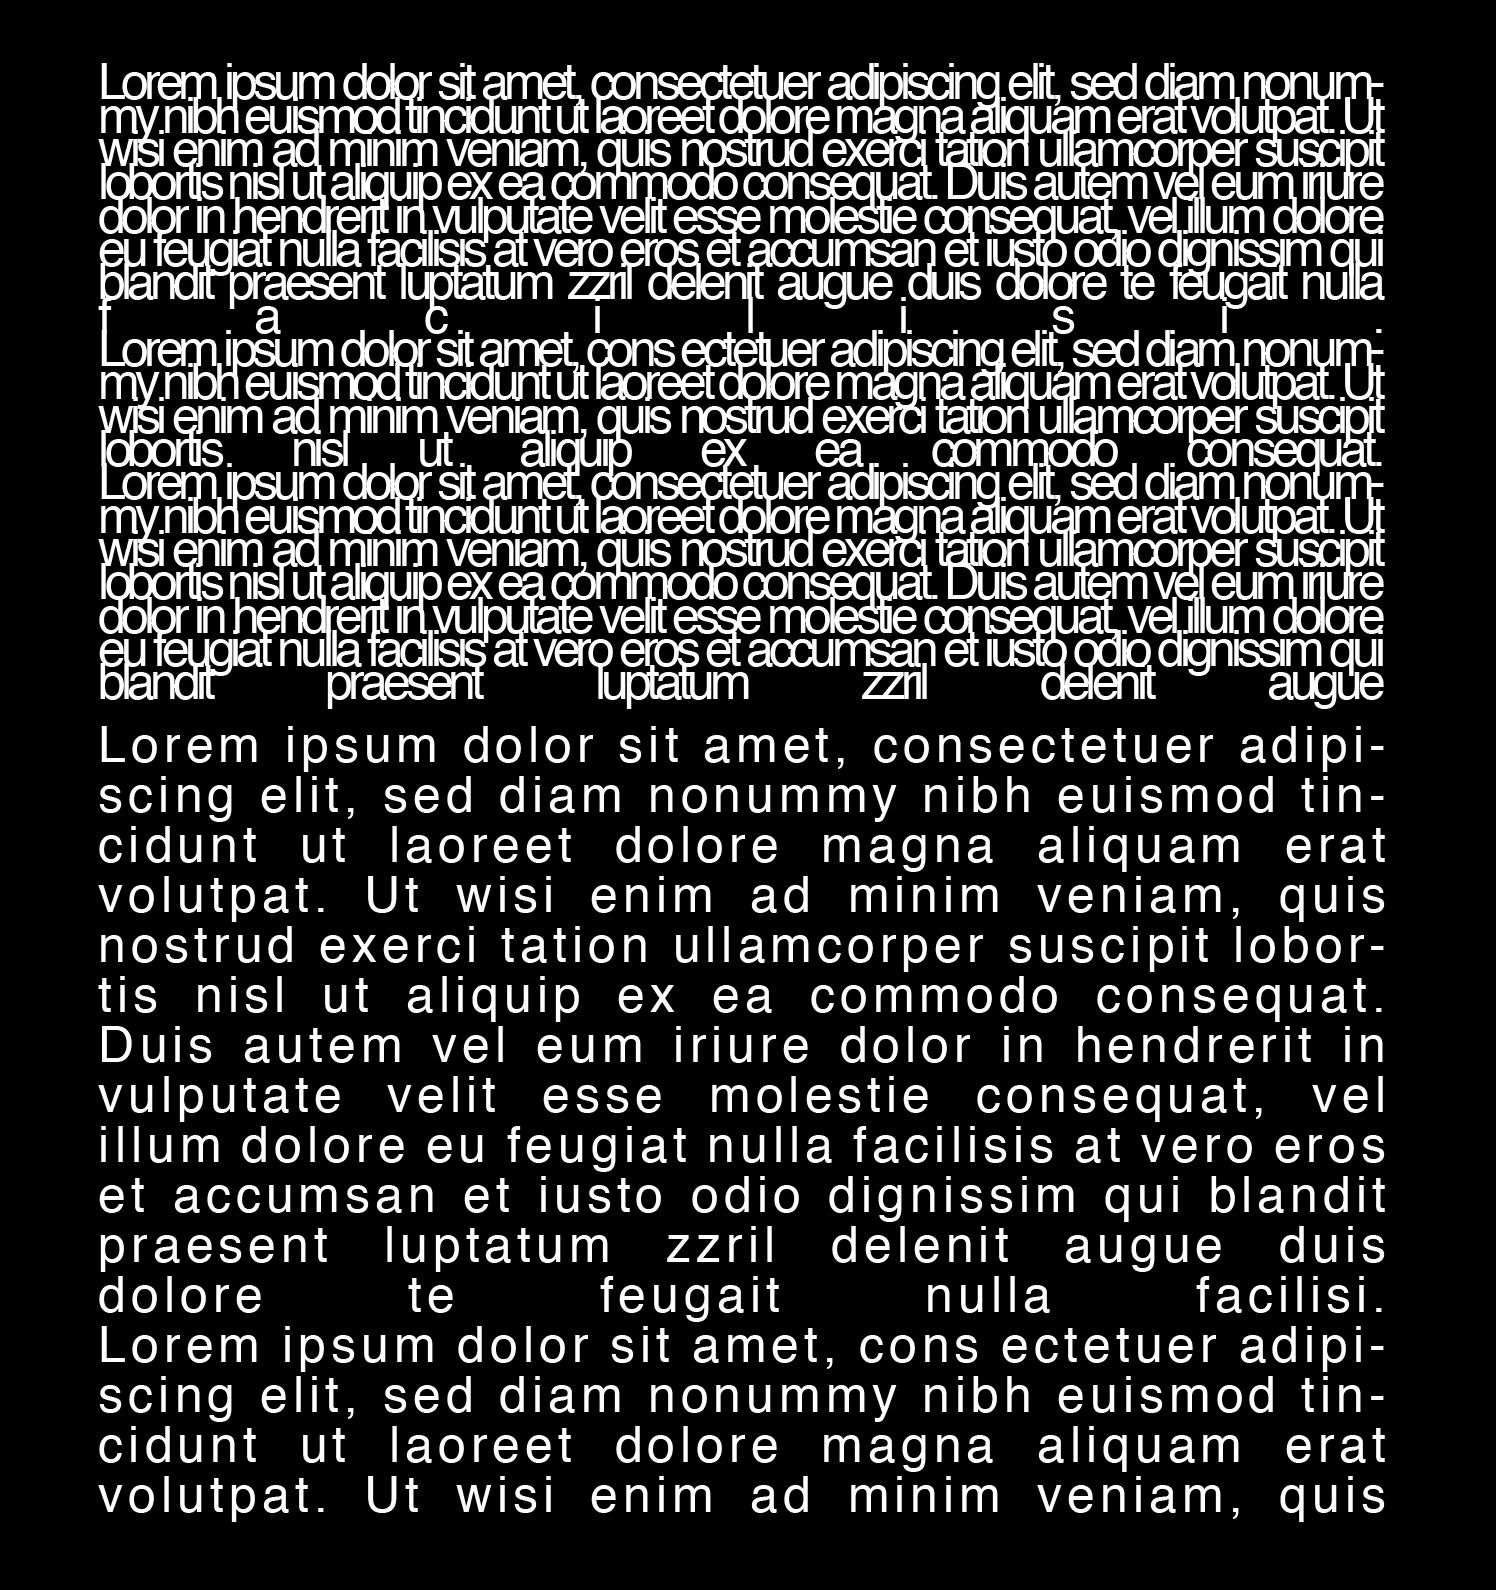 Lorem ipsum dolor sit amet, consectetuer adipiscing elit, sed diam nonum-
my nibh euismod tincidunt ut laoreet dolore magna aliquam erat volutpat. Ut
wisi enim ad minim veniam, quis nostrud exerci tation ullamcorper suscipit
lobortis nisl ut aliquip ex ea commodo consequat. Duis autem vel eum iriure
dolor in hendrerit in vulputate velit esse molestie consequat, vel illum dolore
eu feugiat nulla facilisis at vero eros et accumsan et iusto odio dignissim qui
blandit praesent luptatum zzril delenit augue duis dolore te feugait nulla
facilisi.
Lorem ipsum dolor sit amet, cons ectetuer adipiscing elit, sed diam nonum-
my nibh euismod tincidunt ut laoreet dolore magna aliquam erat volutpat. Ut
wisi enim ad minim veniam, quis nostrud exerci tation ullamcorper suscipit
lobortis nisl ut aliquip ex ea commodo consequat.
Lorem ipsum dolor sit amet, consectetuer adipiscing elit, sed diam nonum-
my nibh euismod tincidunt ut laoreet dolore magna aliquam erat volutpat. Ut
wisi enim ad minim veniam, quis nostrud exerci tation ullamcorper suscipit
lobortis nisl ut aliquip ex ea commodo consequat. Duis autem vel eum iriure
dolor in hendrerit in vulputate velit esse molestie consequat, vel illum dolore
eu feugiat nulla facilisis at vero eros et accumsan et iusto odio dignissim qui
blandit praesent luptatum zzril delenit augue
Lorem ipsum dolor sit amet, consectetuer adipi-
scing elit, sed diam nonummy nibh euismod tin-
cidunt ut laoreet dolore magna aliquam erat
volutpat. Ut wisi enim ad minim veniam, quis
nostrud exerci tation ullamcorper suscipit lobor-
tis nisl ut aliquip ex ea commodo consequat.
Duis autem vel eum iriure dolor in hendrerit in
vulputate velit esse molestie consequat, vel
illum dolore eu feugiat nulla facilisis at vero eros
et accumsan et iusto odio dignissim qui blandit
praesent luptatum zzril delenit augue duis
dolore te feugait nulla facilisi.
Lorem ipsum dolor sit amet, cons ectetuer adipi-
scing elit, sed diam nonummy nibh euismod tin-
cidunt ut laoreet dolore magna aliquam erat
volutpat. Ut wisi enim ad minim veniam, quis